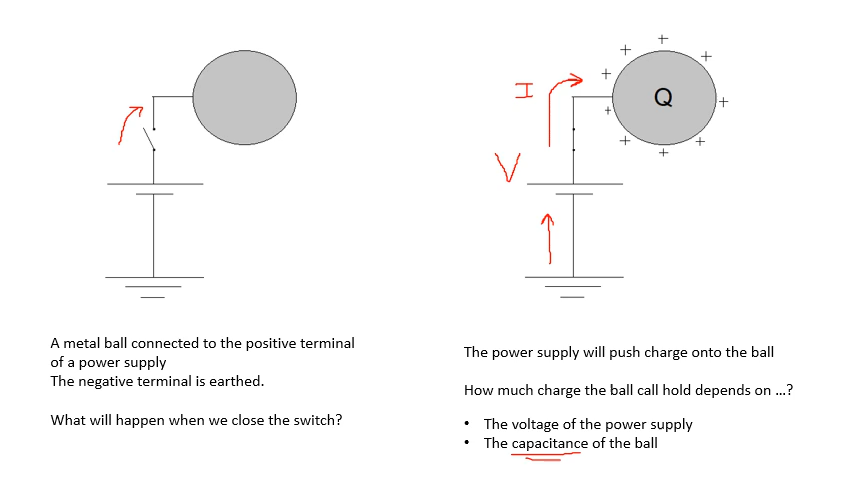 I
Q
V
A metal ball connected to the positive terminal
of a power supply
The negative terminal is earthed.
What will happen when we close the switch?
The power supply will push charge onto the ball
How much charge the ball call hold depends on ...?
• The voltage of the power supply
• The capacitance of the ball